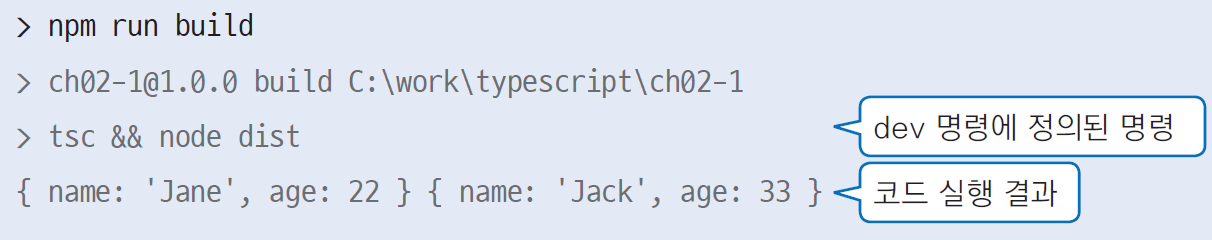 > npm run build
> ch02-1@1.0.0 build C:\work\typescript\ch02-1
> tsc && node dist
dev 명령에 정의된 명령
{ name: 'Jane', age: 22 } { name: 'Jack', age: 33 }
코드 실행 결과